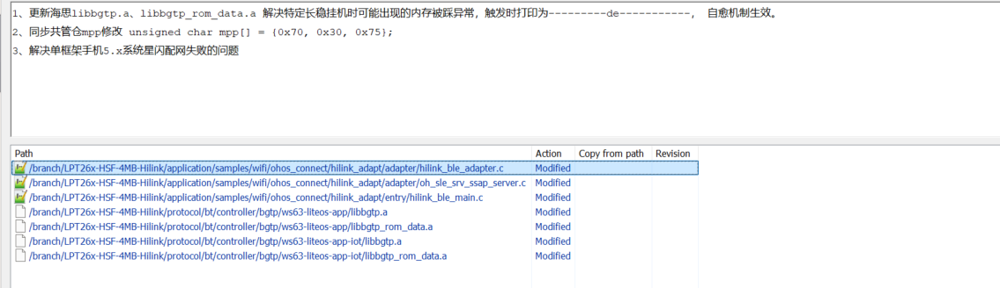 1、更新海思libbgtp.a、libbgtp_rom_data.a 解决特定长稳挂机时可能出现的内存被踩异常，触发时打印为---------de-----------， 自愈机制生效。
2、同步共管仓mpp修改 unsigned char mpp[] = {0x70, 0x30, 0x75};
3、解决单框架手机5.x系统星闪配网失败的问题
Path Action Copy from path Revision
/branch/LPT26x-HSF-4MB-Hilink/application/samples/wifi/ohos_connect/hilink_adapt/adapter/hilink_ble_adapter.c Modified
/branch/LPT26x-HSF-4MB-Hilink/application/samples/wifi/ohos_connect/hilink_adapt/adapter/oh_sle_srv_ssap_server.c Modified
/branch/LPT26x-HSF-4MB-Hilink/application/samples/wifi/ohos_connect/hilink_adapt/entry/hilink_ble_main.c Modified
/branch/LPT26x-HSF-4MB-Hilink/protocol/bt/controller/bgtp/ws63-liteos-app/libbgtp.a Modified
/branch/LPT26x-HSF-4MB-Hilink/protocol/bt/controller/bgtp/ws63-liteos-app/libbgtp_rom_data.a Modified
/branch/LPT26x-HSF-4MB-Hilink/protocol/bt/controller/bgtp/ws63-liteos-app-iot/libbgtp.a Modified
/branch/LPT26x-HSF-4MB-Hilink/protocol/bt/controller/bgtp/ws63-liteos-app-iot/libbgtp_rom_data.a Modified